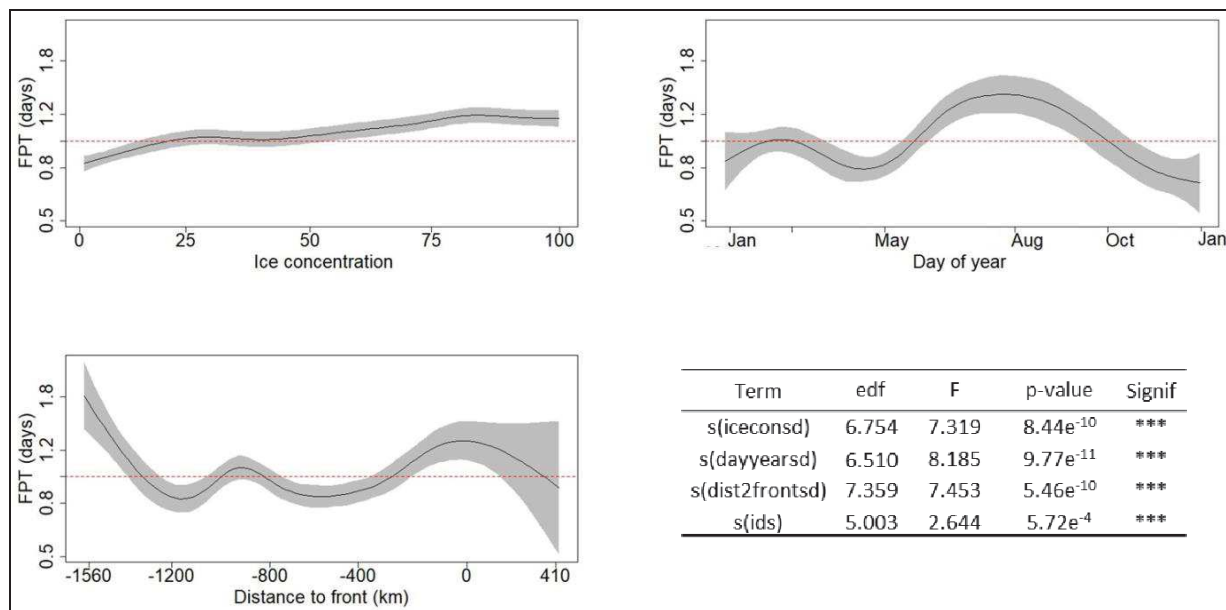 FPT (days)
1.8
1.2
0.8
0.5
0 25 50 75 100
Ice concentration
FPT (days)
1.8
1.2
0.8
0.5
Jan May Aug Oct Jan
Day of year
FPT (days)
1.8
1.2
0.8
0.5
-1560 -1200 -800 -400 0 410
Distance to front (km)
Term edf F p-value Signif
s(iceconsd) 6.754 7.319 8.44e-10 ***
s(dayyearsd) 6.510 8.185 9.77e-11 ***
s(dist2frontsd) 7.359 7.453 5.46e-10 ***
s(ids) 5.003 2.644 5.72e-4 ***